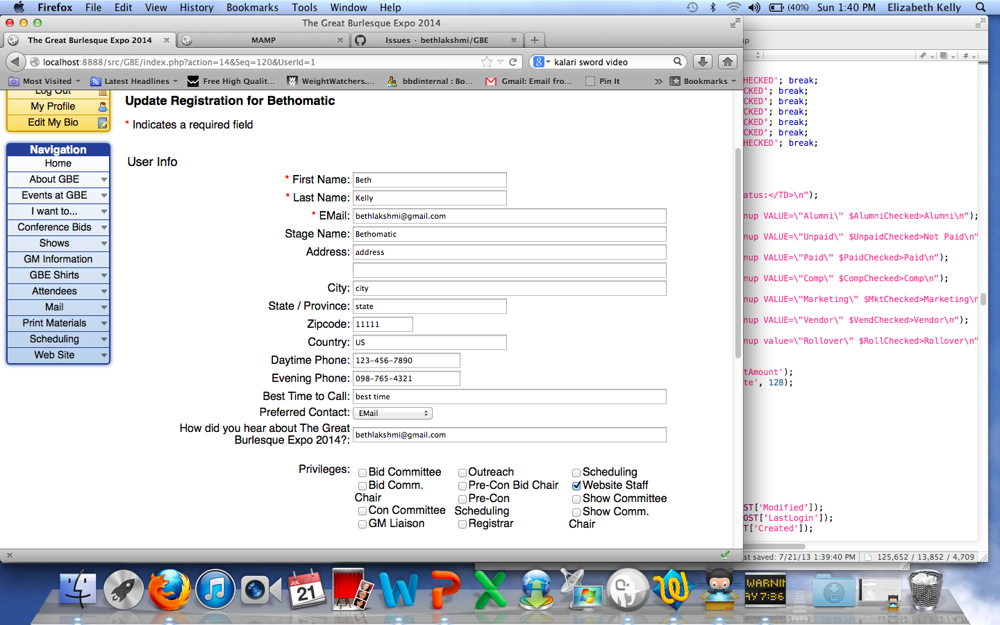 Firefox File Edit View History Bookmarks Tools Window Help (40%) Sun 1:40 PM Elizabeth Kelly
The Great Burlesque Expo 2014
The Great Burlesque Expo 2014 MAMP Issues · bethlakshmi/GBE
localhost:8888/src/GBE/index.php?action=14&Seq=120&UserId=1 kalari sword video
Most Visited Latest Headlines Free High Qualit... WeightWatchers.... bbdinternal : Bo... Gmail: Email fro... Pin It » Bookmarks
Log Out
My Profile
Edit My Bio
Navigation
Home
About GBE
Events at GBE
I want to...
Conference Bids
Shows
GM Information
GBE Shirts
Attendees
Mail
Print Materials
Scheduling
Web Site
Update Registration for Bethomatic
* Indicates a required field
User Info
* First Name: Beth
* Last Name: Kelly
* EMail: bethlakshmi@gmail.com
Stage Name: Bethomatic
Address: address
City: city
State / Province: state
Zipcode: 11111
Country: US
Daytime Phone: 123-456-7890
Evening Phone: 098-765-4321
Best Time to Call: best time
Preferred Contact: EMail
How did you hear about The Great
Burlesque Expo 2014?: bethlakshmi@gmail.com
Privileges:
Bid Committee Outreach Scheduling
Bid Comm. Pre-Con Bid Chair Website Staff
Chair Pre-Con Show Committee
Con Committee Scheduling Show Comm.
GM Liaison Registrar Chair
HECKED'; break;
CKED'; break;
CKED'; break;
CKED'; break;
CKED'; break;
CKED'; break;
HECKED'; break;
atus:</TD>\n");
nup VALUE=\"Alumni\" $AlumniChecked>Alumni\n");
nup VALUE=\"Unpaid\" $UnpaidChecked>Not Paid\n"
nup VALUE=\"Paid\" $PaidChecked>Paid\n");
nup VALUE=\"Comp\" $CompChecked>Comp\n");
nup VALUE=\"Marketing\" $MktChecked>Marketing\n
nup VALUE=\"Vendor\" $VendChecked>Vendor\n");
nup value=\"Rollover\" $RollChecked>Rollover\n"
tAmount');
te', 128);
ST['Modified']);
OST['LastLogin']);
T['Created']);
st saved: 7/21/13 1:39:40 PM 125,652 / 13,852 / 4,709
JUL
21
WARNIN
AY 7:36